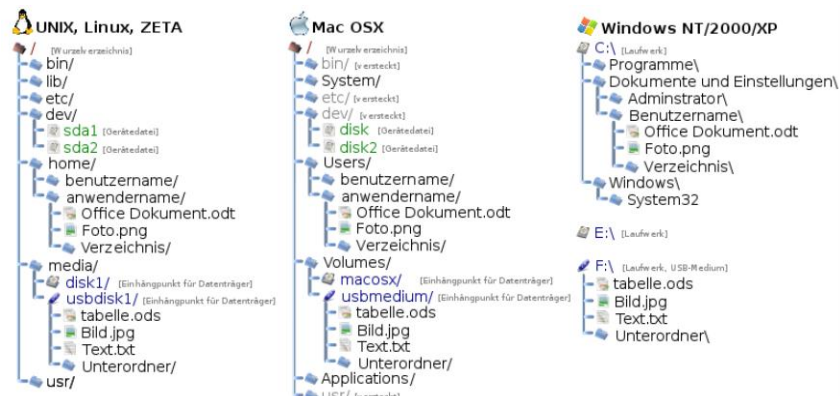 UNIX, Linux, ZETA
/ [Wurzelverzeichnis]
bin/
lib/
etc/
dev/
sda1 [Gerätedatei]
sda2 [Gerätedatei]
home/
benutzername/
anwendername/
Office Dokument.odt
Foto.png
Verzeichnis/
media/
disk1/ [Einhängpunkt für Datenträger]
usbdisk1/ [Einhängpunkt für Datenträger]
tabelle.ods
Bild.jpg
Text.txt
Unterordner/
usr/
Mac OSX
/ [Wurzelverzeichnis]
bin/ [versteckt]
System/
etc/ [versteckt]
dev/ [versteckt]
disk [Gerätedatei]
disk2 [Gerätedatei]
Users/
benutzername/
anwendername/
Office Dokument.odt
Foto.png
Verzeichnis/
Volumes/
macosx/ [Einhängpunkt für Datenträger]
usbmedium/ [Einhängpunkt für Datenträger]
tabelle.ods
Bild.jpg
Text.txt
Unterordner/
Applications/
usr/ [versteckt]
Windows NT/2000/XP
C:\ [Laufwerk]
Programme\
Dokumente und Einstellungen\
Adminstrator\
Benutzername\
Office Dokument.odt
Foto.png
Verzeichnis\
Windows\
System32
E:\ [Laufwerk]
F:\ [Laufwerk, USB-Medium]
tabelle.ods
Bild.jpg
Text.txt
Unterordner\